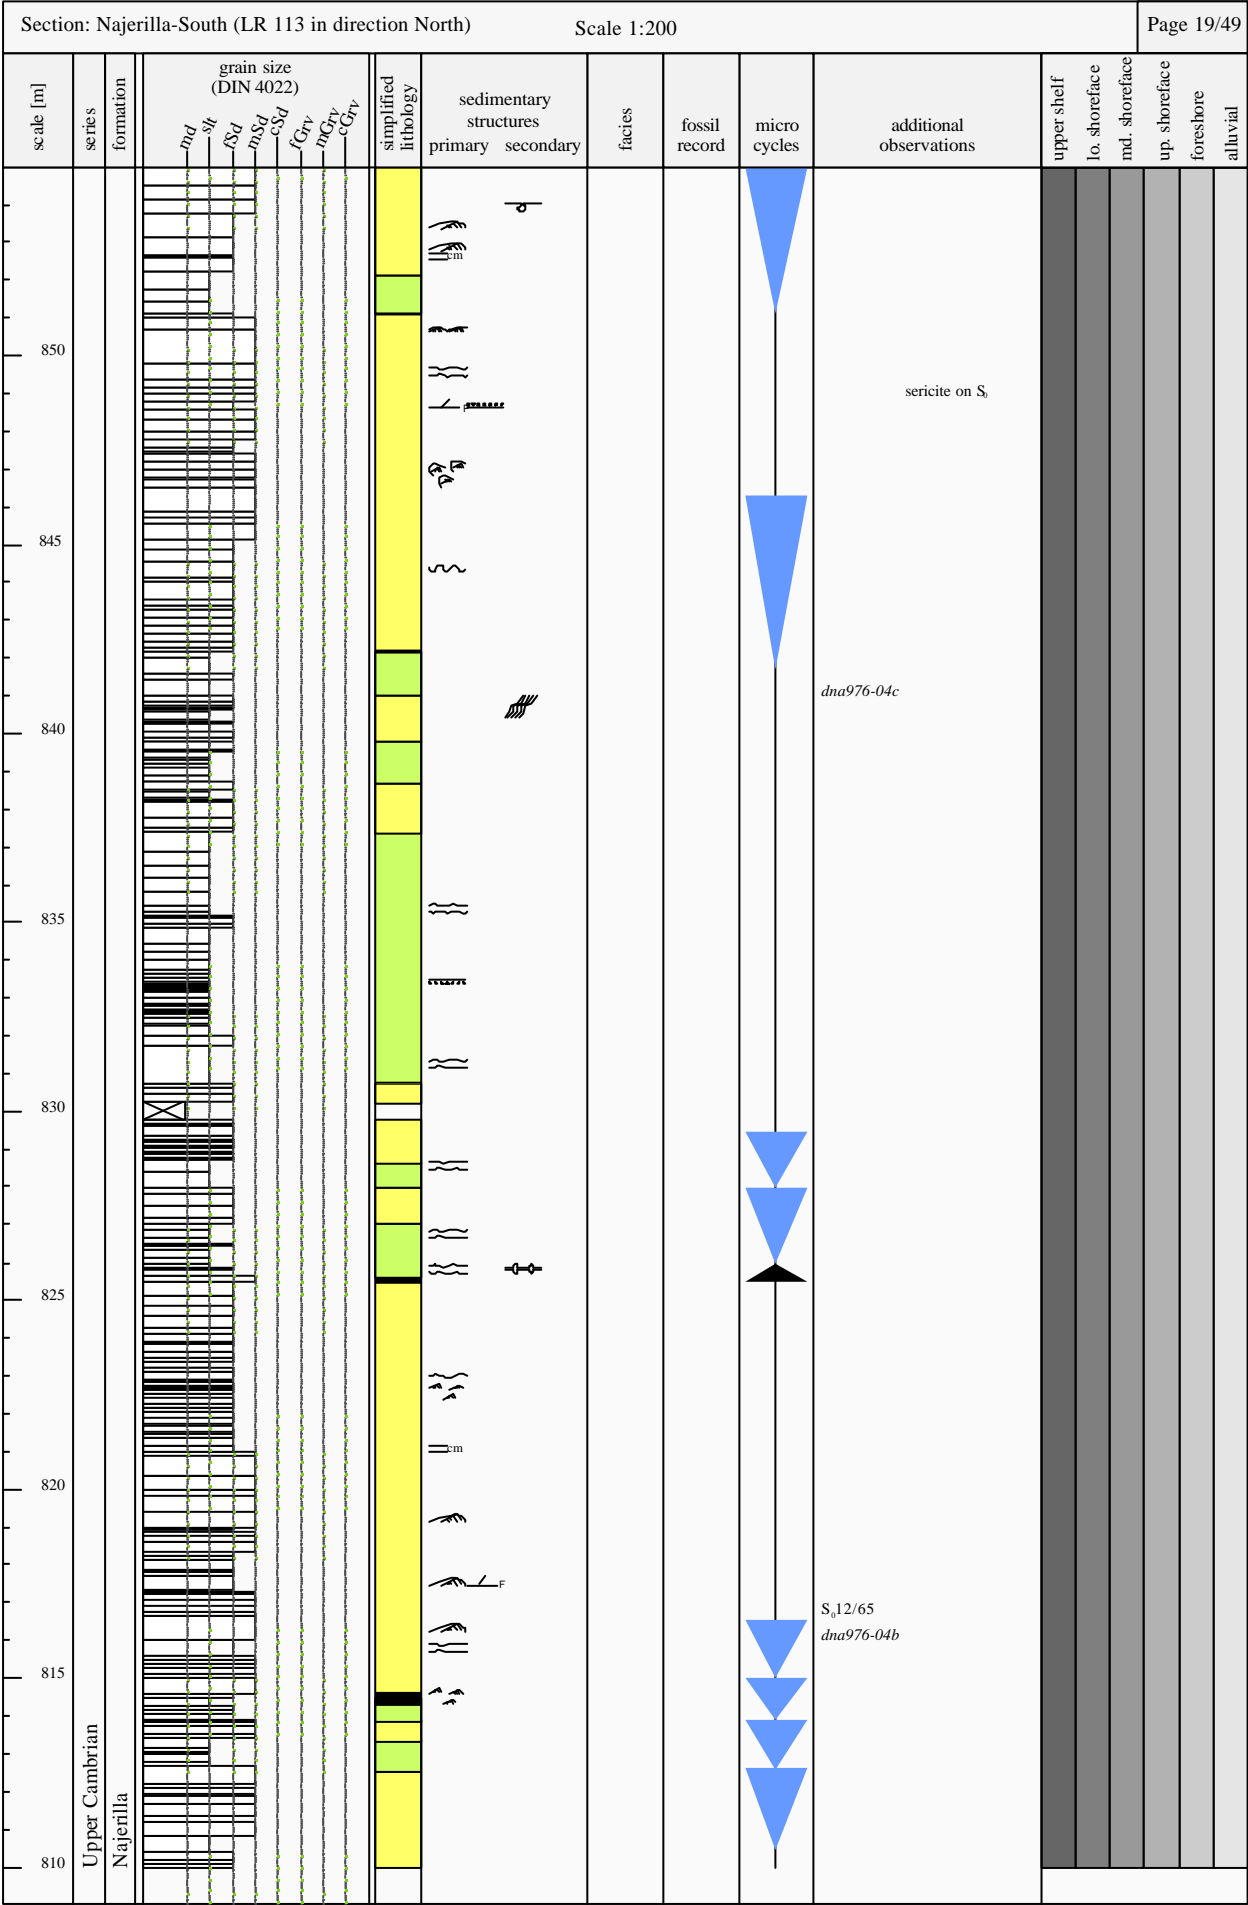 Section: Najerilla-South (LR 113 in direction North) Scale 1:200 Page 19/49
scale [m]
series
formation
grain size
(DIN 4022)
md
slt
fSd
mSd
cSd
fGrv
mGrv
cGrv
simplified
lithology
sedimentary
structures
primary secondary
facies
fossil
record
micro
cycles
additional
observations
upper shelf
lo. shoreface
md. shoreface
up. shoreface
foreshore
alluvial
cm
850
sericite on S₀
F
845
dna976-04c
840
835
830
825
cm
820
F
S₀12/65
dna976-04b
815
Upper Cambrian
Najerilla
810